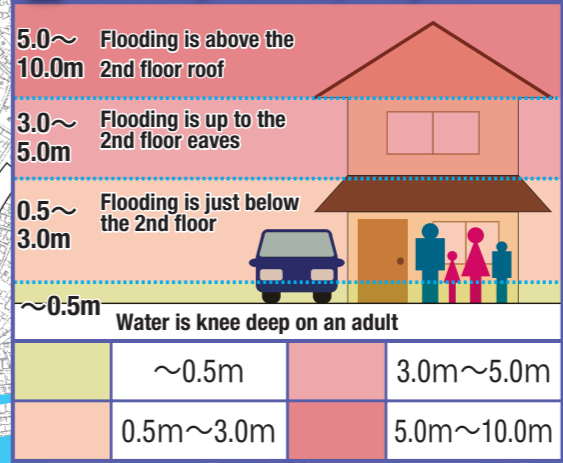 5.0～ Flooding is above the
10.0m 2nd floor roof
3.0～ Flooding is up to the
5.0m 2nd floor eaves
0.5～ Flooding is just below
3.0m the 2nd floor
～0.5m
Water is knee deep on an adult
～0.5m 3.0m～5.0m
0.5m～3.0m 5.0m～10.0m